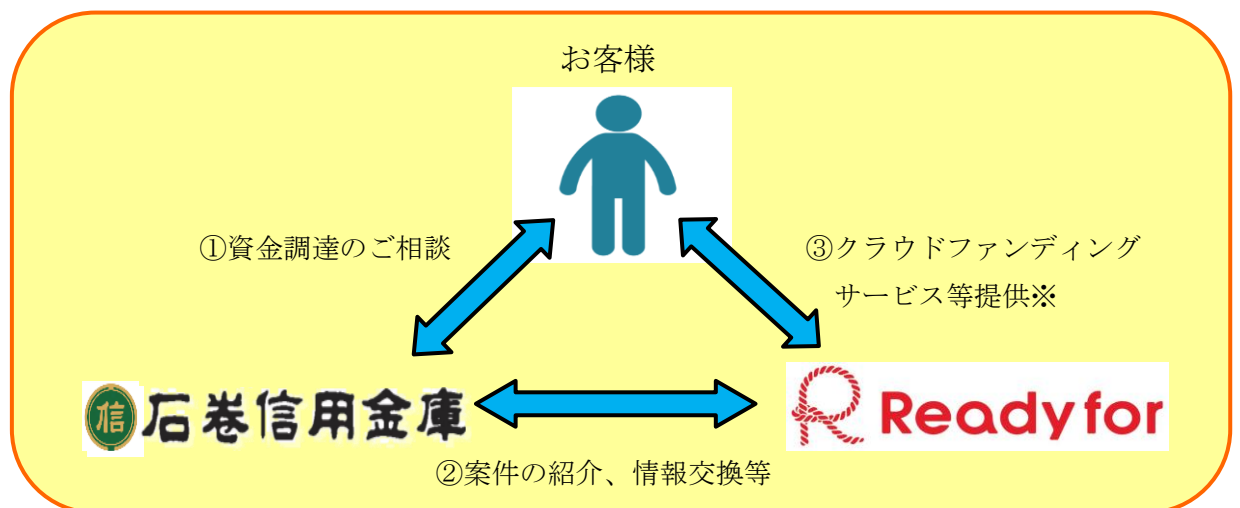 お客様
①資金調達のご相談
③クラウドファンディング
サービス等提供※
信 石巻信用金庫
Readyfor
②案件の紹介、情報交換等